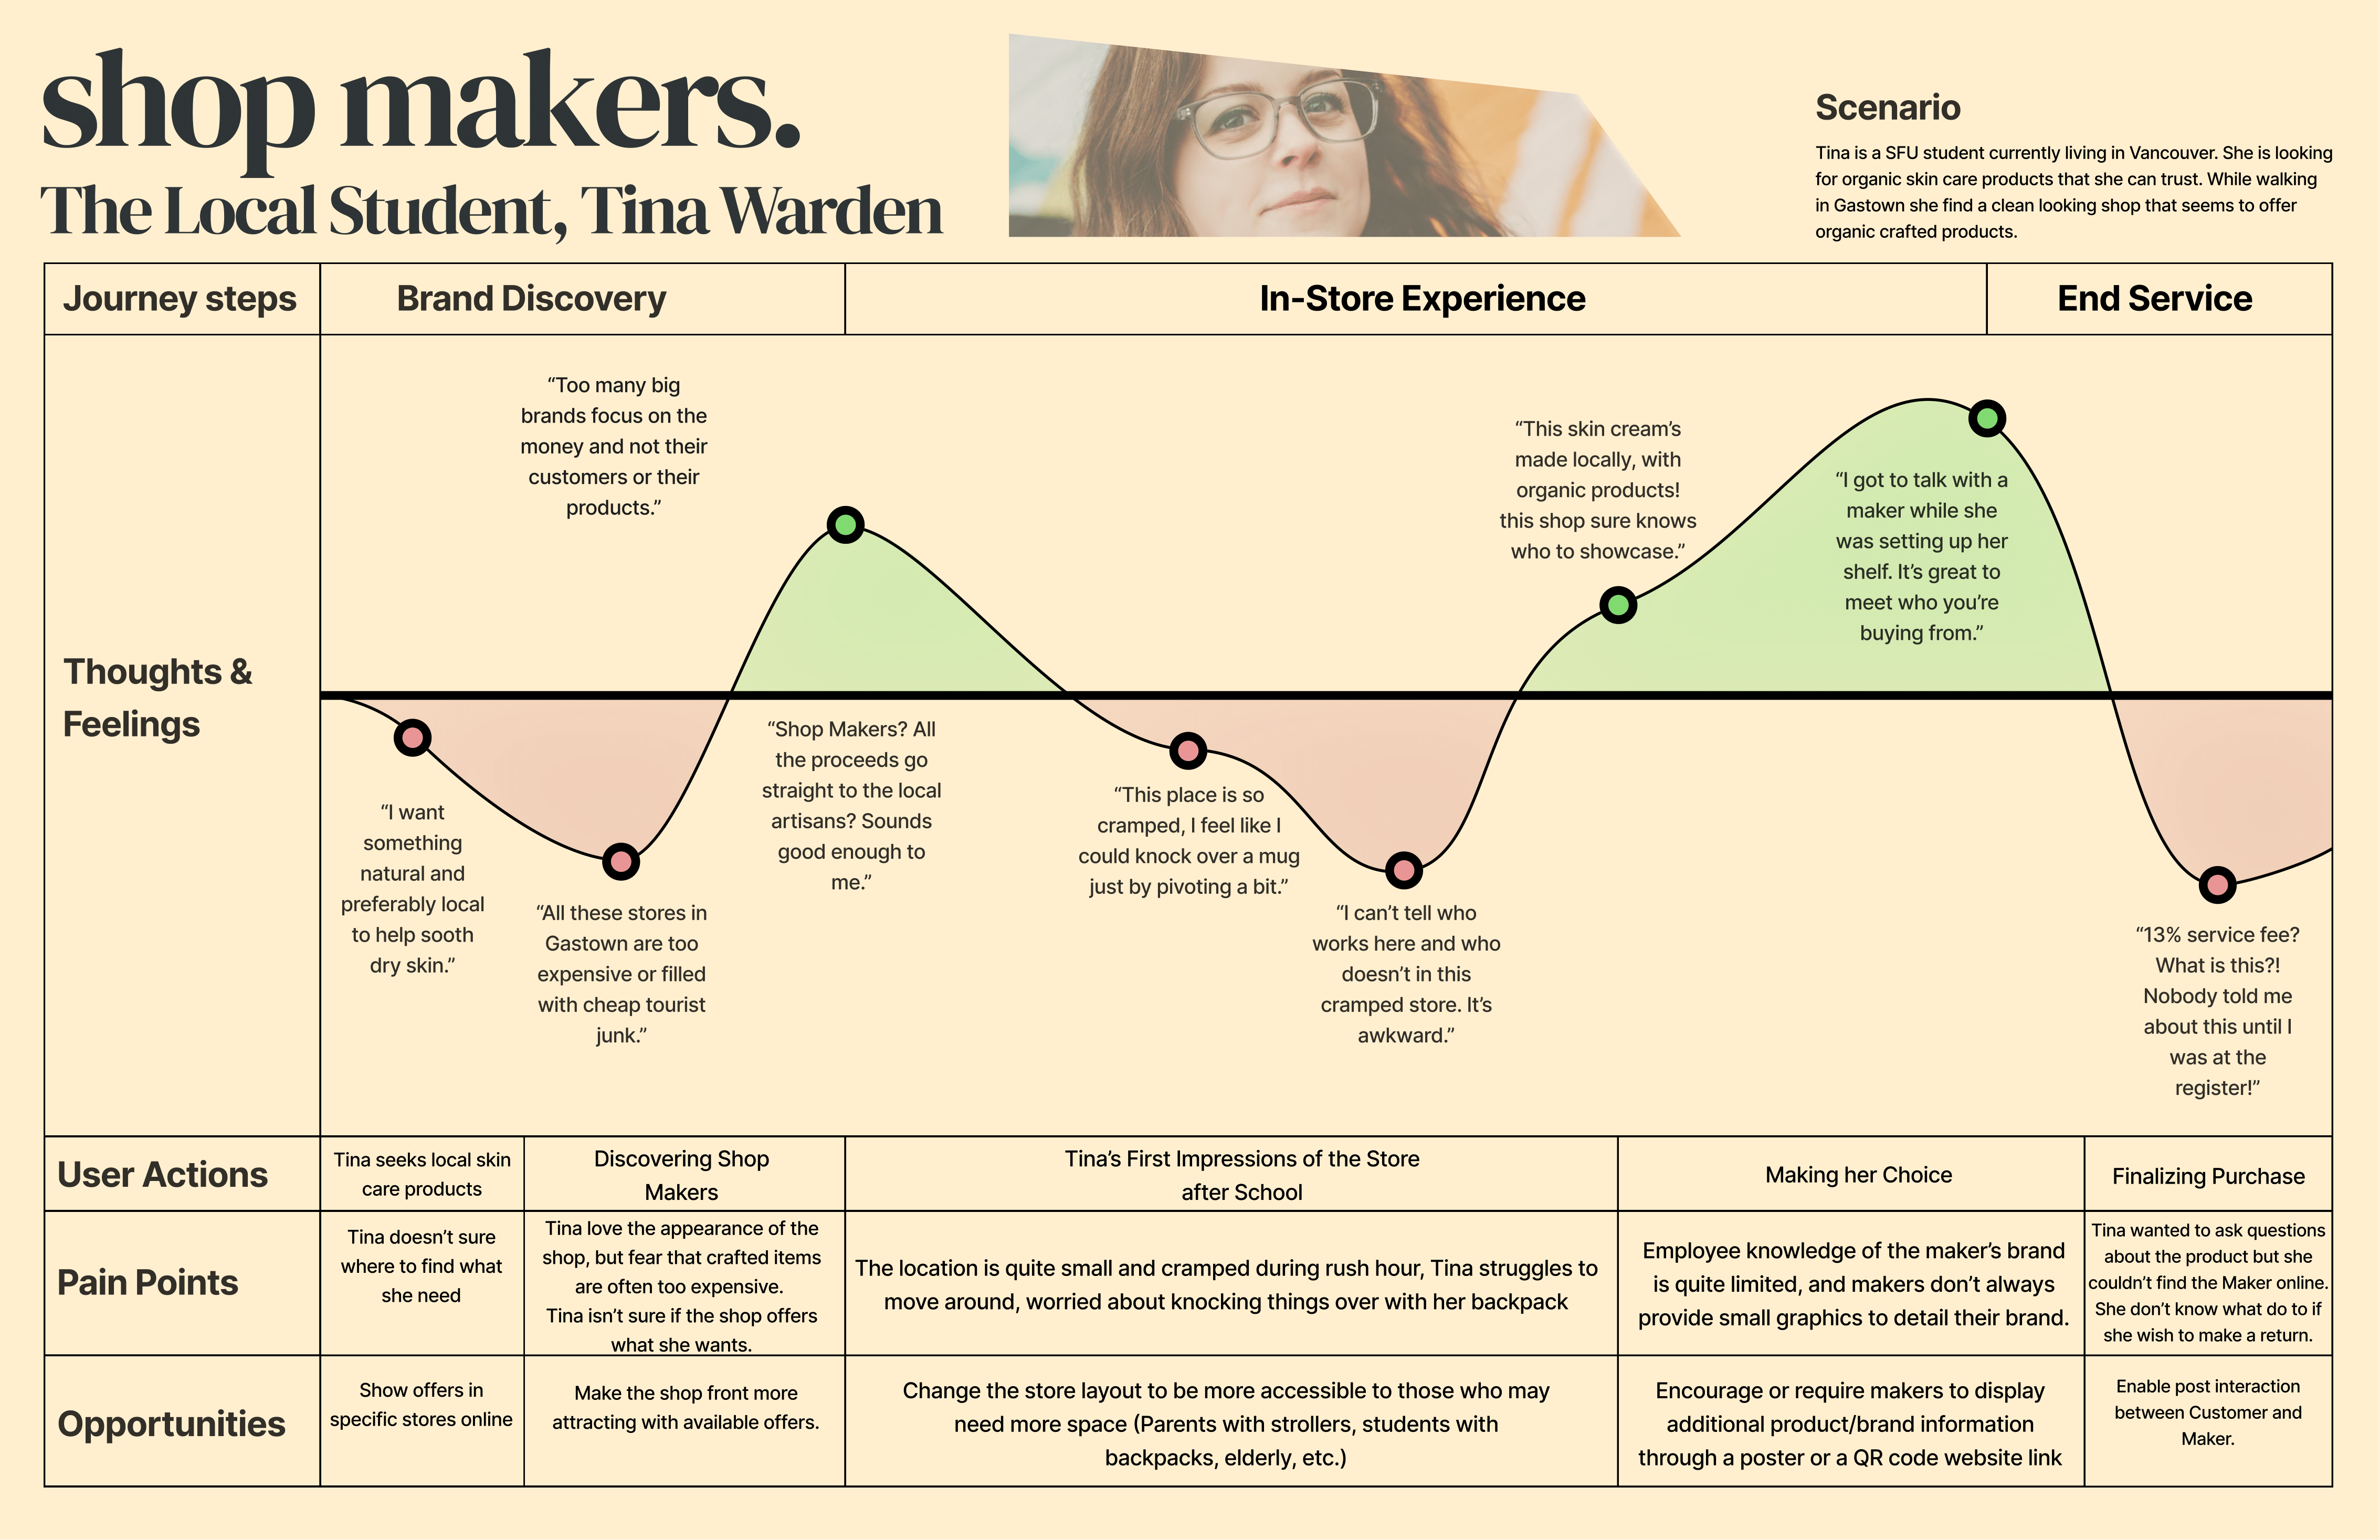 shop makers.
The Local Student, Tina Warden
Scenario
Tina is a SFU student currently living in Vancouver. She is looking
for organic skin care products that she can trust. While walking
in Gastown she find a clean looking shop that seems to offer
organic crafted products.
Journey steps
Brand Discovery
In-Store Experience
End Service
Thoughts &
Feelings
“I want
something
natural and
preferably local
to help sooth
dry skin.”
“Too many big
brands focus on the
money and not their
customers or their
products.”
“All these stores in
Gastown are too
expensive or filled
with cheap tourist
junk.”
“Shop Makers? All
the proceeds go
straight to the local
artisans? Sounds
good enough to
me.”
“This place is so
cramped, I feel like I
could knock over a mug
just by pivoting a bit.”
“I can’t tell who
works here and who
doesn’t in this
cramped store. It’s
awkward.”
“This skin cream’s
made locally, with
organic products!
this shop sure knows
who to showcase.”
“I got to talk with a
maker while she
was setting up her
shelf. It’s great to
meet who you’re
buying from.”
“13% service fee?
What is this?!
Nobody told me
about this until I
was at the
register!”
User Actions
Tina seeks local skin
care products
Discovering Shop
Makers
Tina’s First Impressions of the Store
after School
Making her Choice
Finalizing Purchase
Pain Points
Tina doesn’t sure
where to find what
she need
Tina love the appearance of the
shop, but fear that crafted items
are often too expensive.
Tina isn’t sure if the shop offers
what she wants.
The location is quite small and cramped during rush hour, Tina struggles to
move around, worried about knocking things over with her backpack
Employee knowledge of the maker’s brand
is quite limited, and makers don’t always
provide small graphics to detail their brand.
Tina wanted to ask questions
about the product but she
couldn’t find the Maker online.
She don’t know what do to if
she wish to make a return.
Opportunities
Show offers in
specific stores online
Make the shop front more
attracting with available offers.
Change the store layout to be more accessible to those who may
need more space (Parents with strollers, students with
backpacks, elderly, etc.)
Encourage or require makers to display
additional product/brand information
through a poster or a QR code website link
Enable post interaction
between Customer and
Maker.